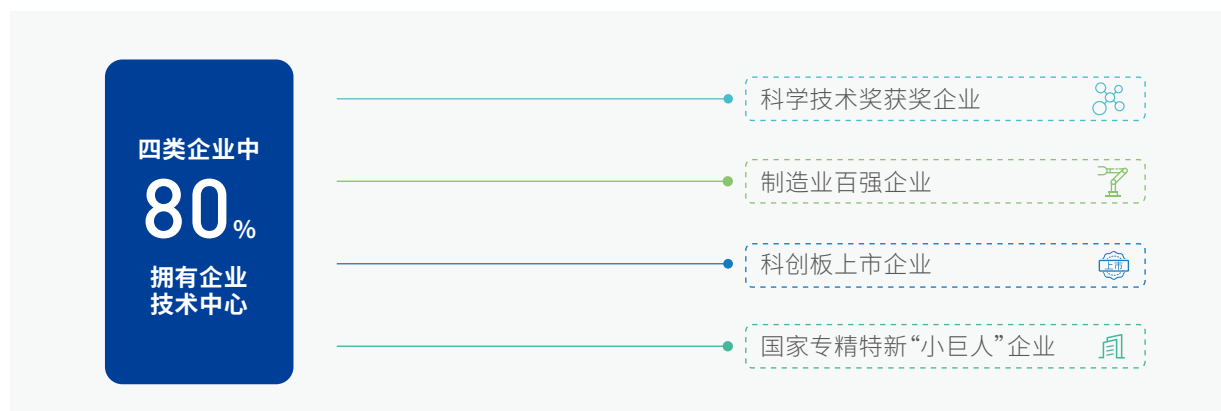 四类企业中
80%
拥有企业
技术中心
科学技术奖获奖企业
制造业百强企业
科创板上市企业
上市
国家专精特新“小巨人”企业